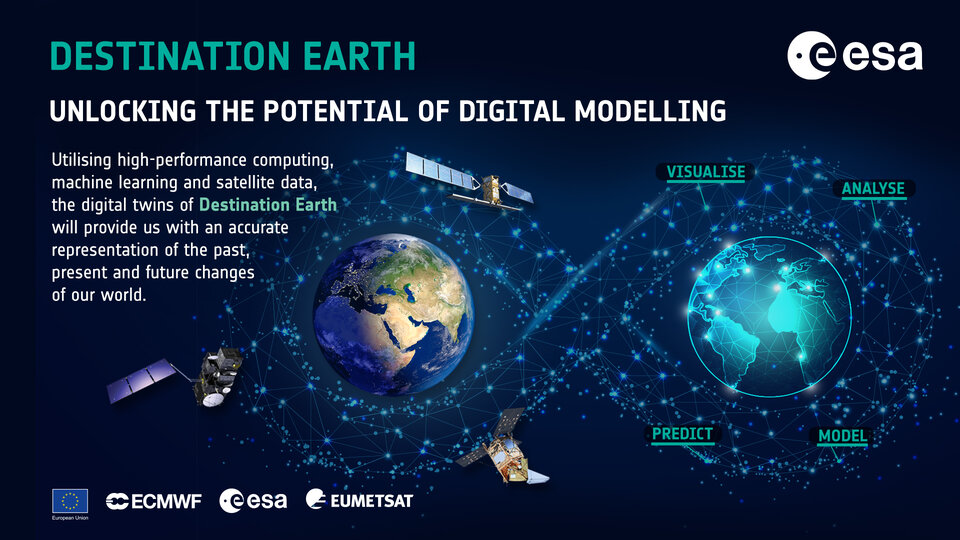 DESTINATION EARTH
esa
UNLOCKING THE POTENTIAL OF DIGITAL MODELLING
Utilising high-performance computing,
machine learning and satellite data,
the digital twins of Destination Earth
will provide us with an accurate
representation of the past,
present and future changes
of our world.
VISUALISE
ANALYSE
PREDICT
MODEL
European Union
ECMWF
esa
EUMETSAT